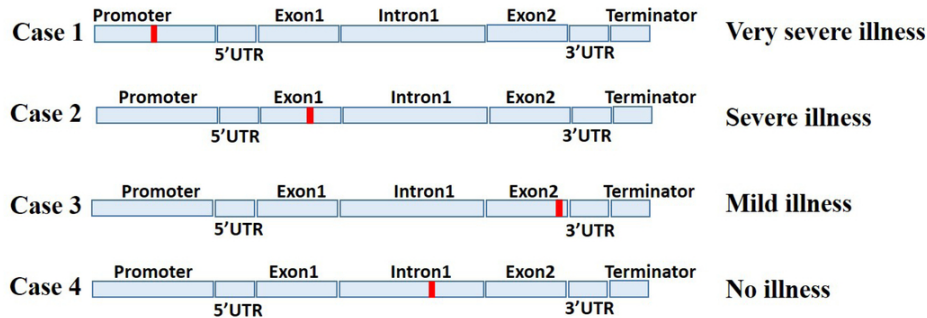 Promoter Exon1 Intron1 Exon2 Terminator
Case 1 Very severe illness
5'UTR 3'UTR
Promoter Exon1 Intron1 Exon2 Terminator
Case 2 Severe illness
5'UTR 3'UTR
Promoter Exon1 Intron1 Exon2 Terminator
Case 3 Mild illness
5'UTR 3'UTR
Promoter Exon1 Intron1 Exon2 Terminator
Case 4 No illness
5'UTR 3'UTR